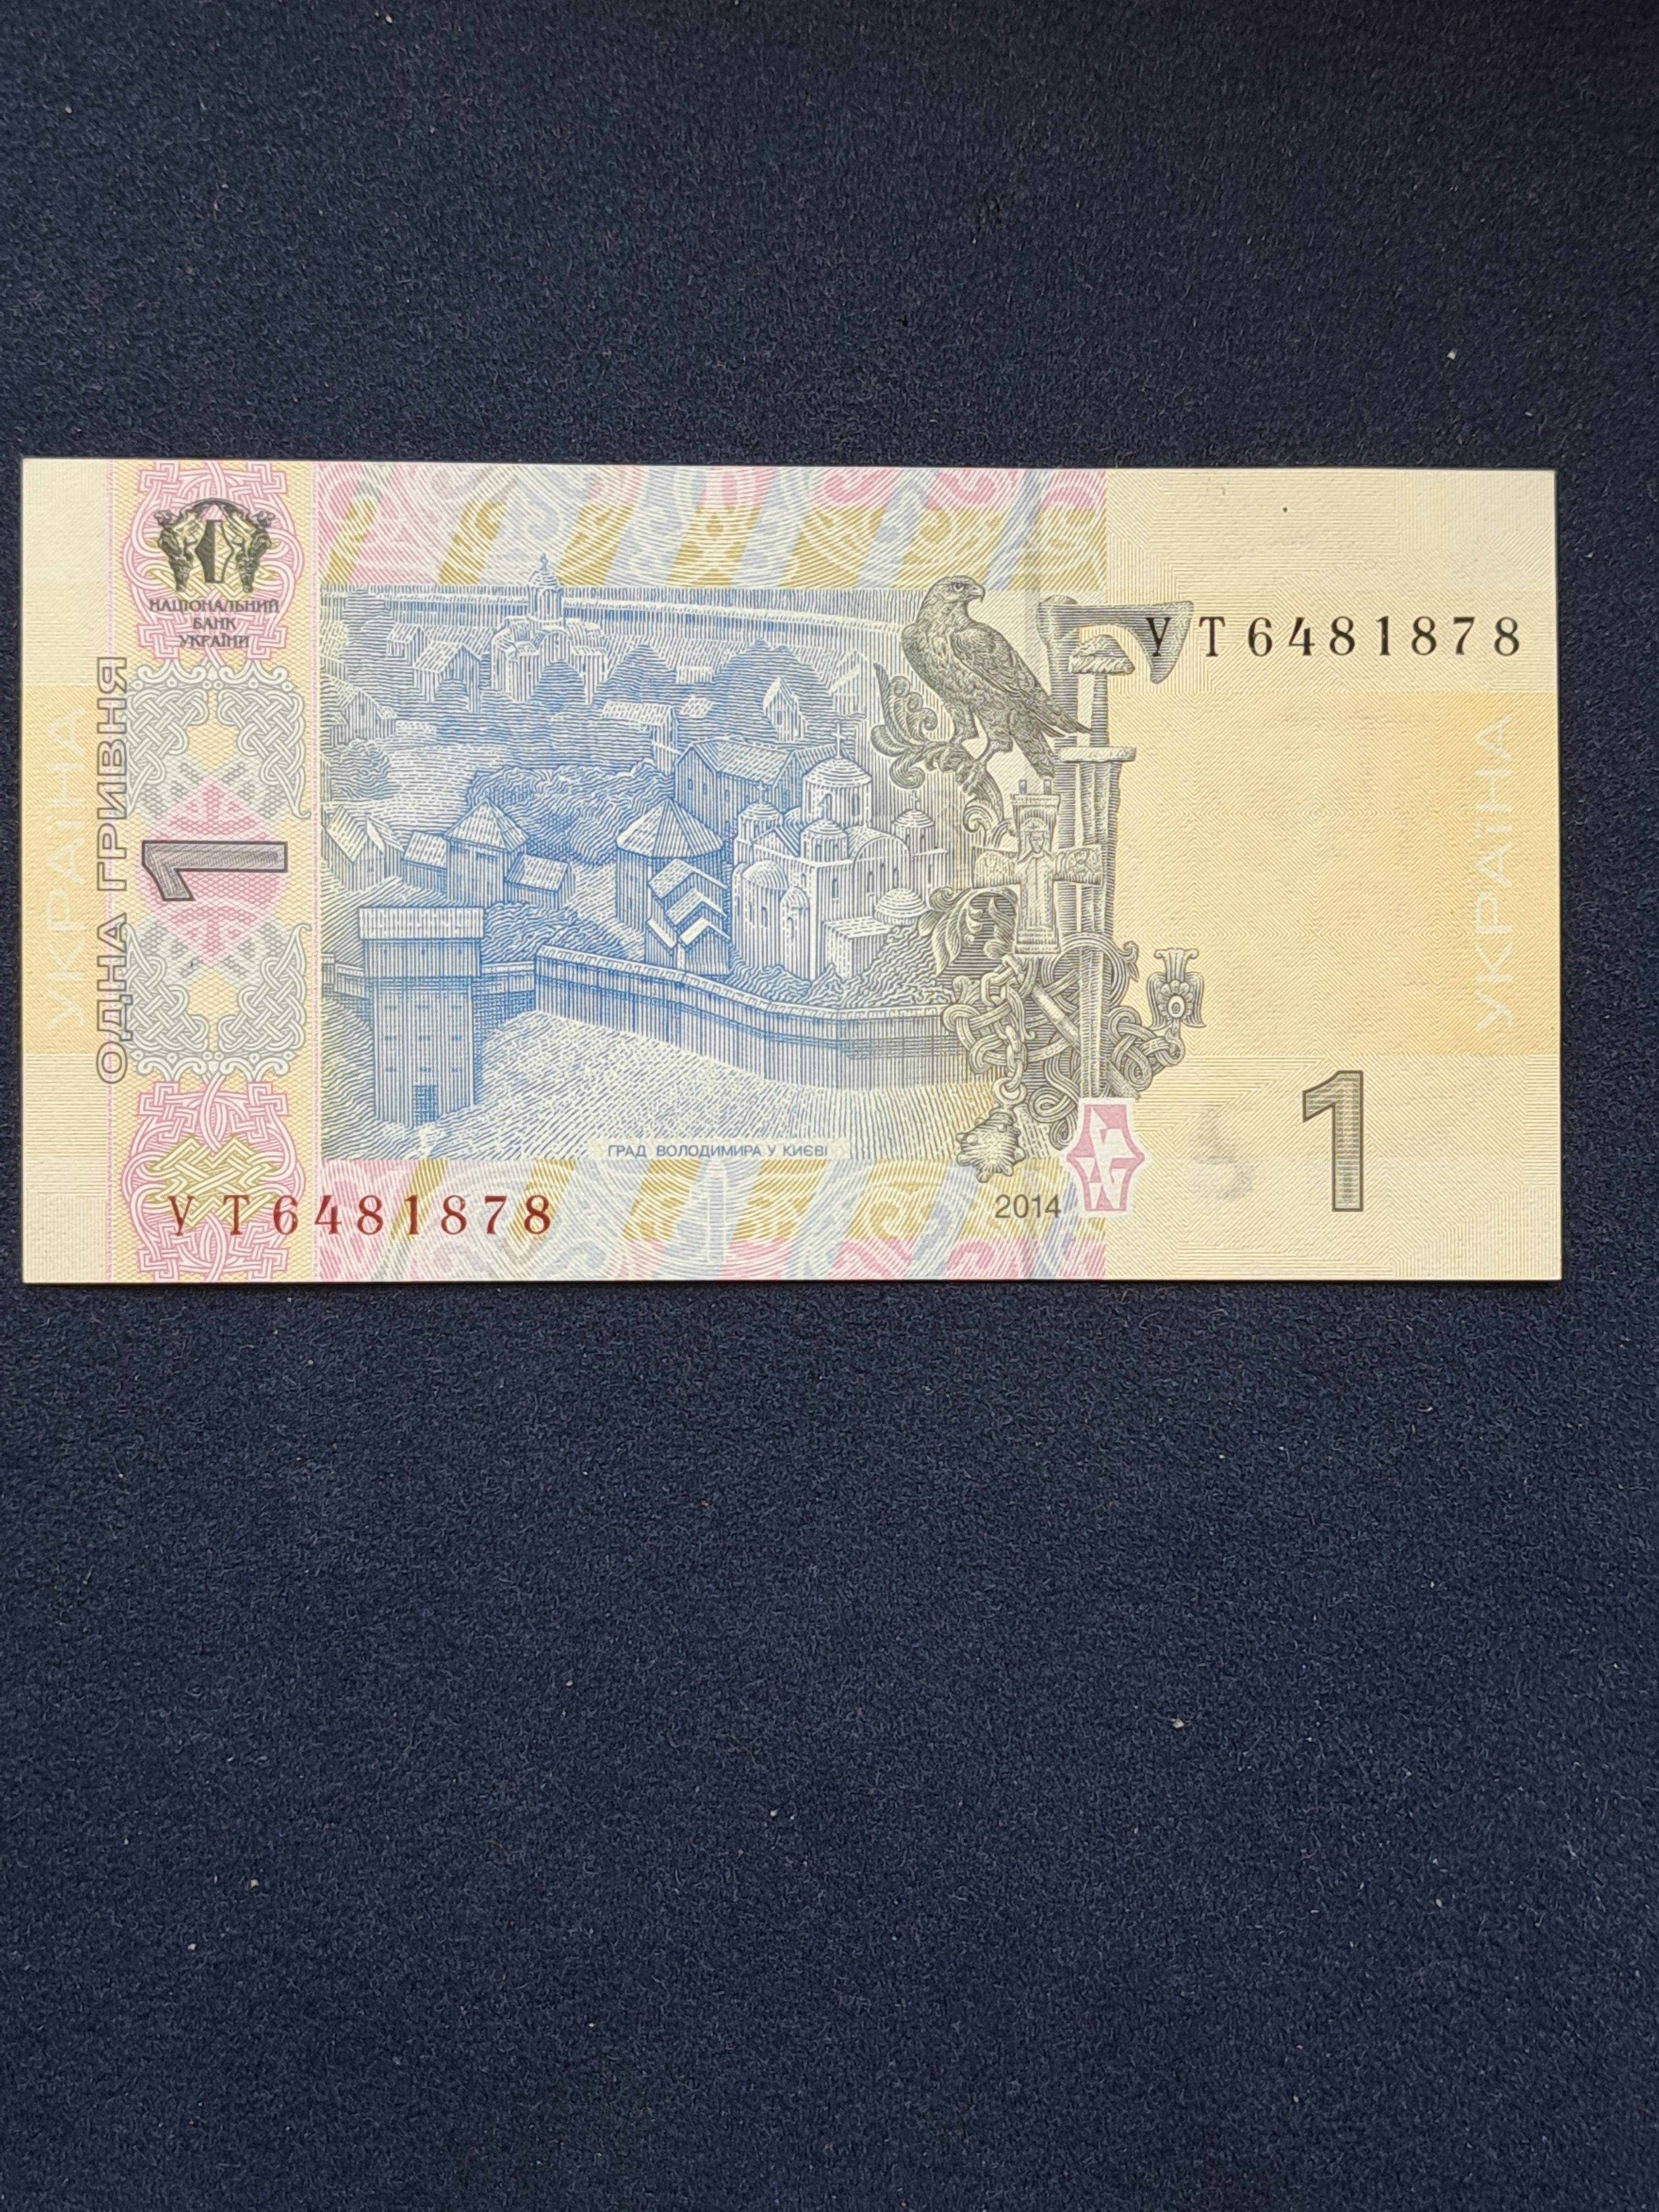 НАЦІОНАЛЬНИЙ
БАНК
УКРАЇНИ
УТ6481878
УКРАЇНА
ОДНА ГРИВНЯ
1
УКРАЇНА
ГРАД ВОЛОДИМИРА У КИЄВІ
УТ6481878
2014
1